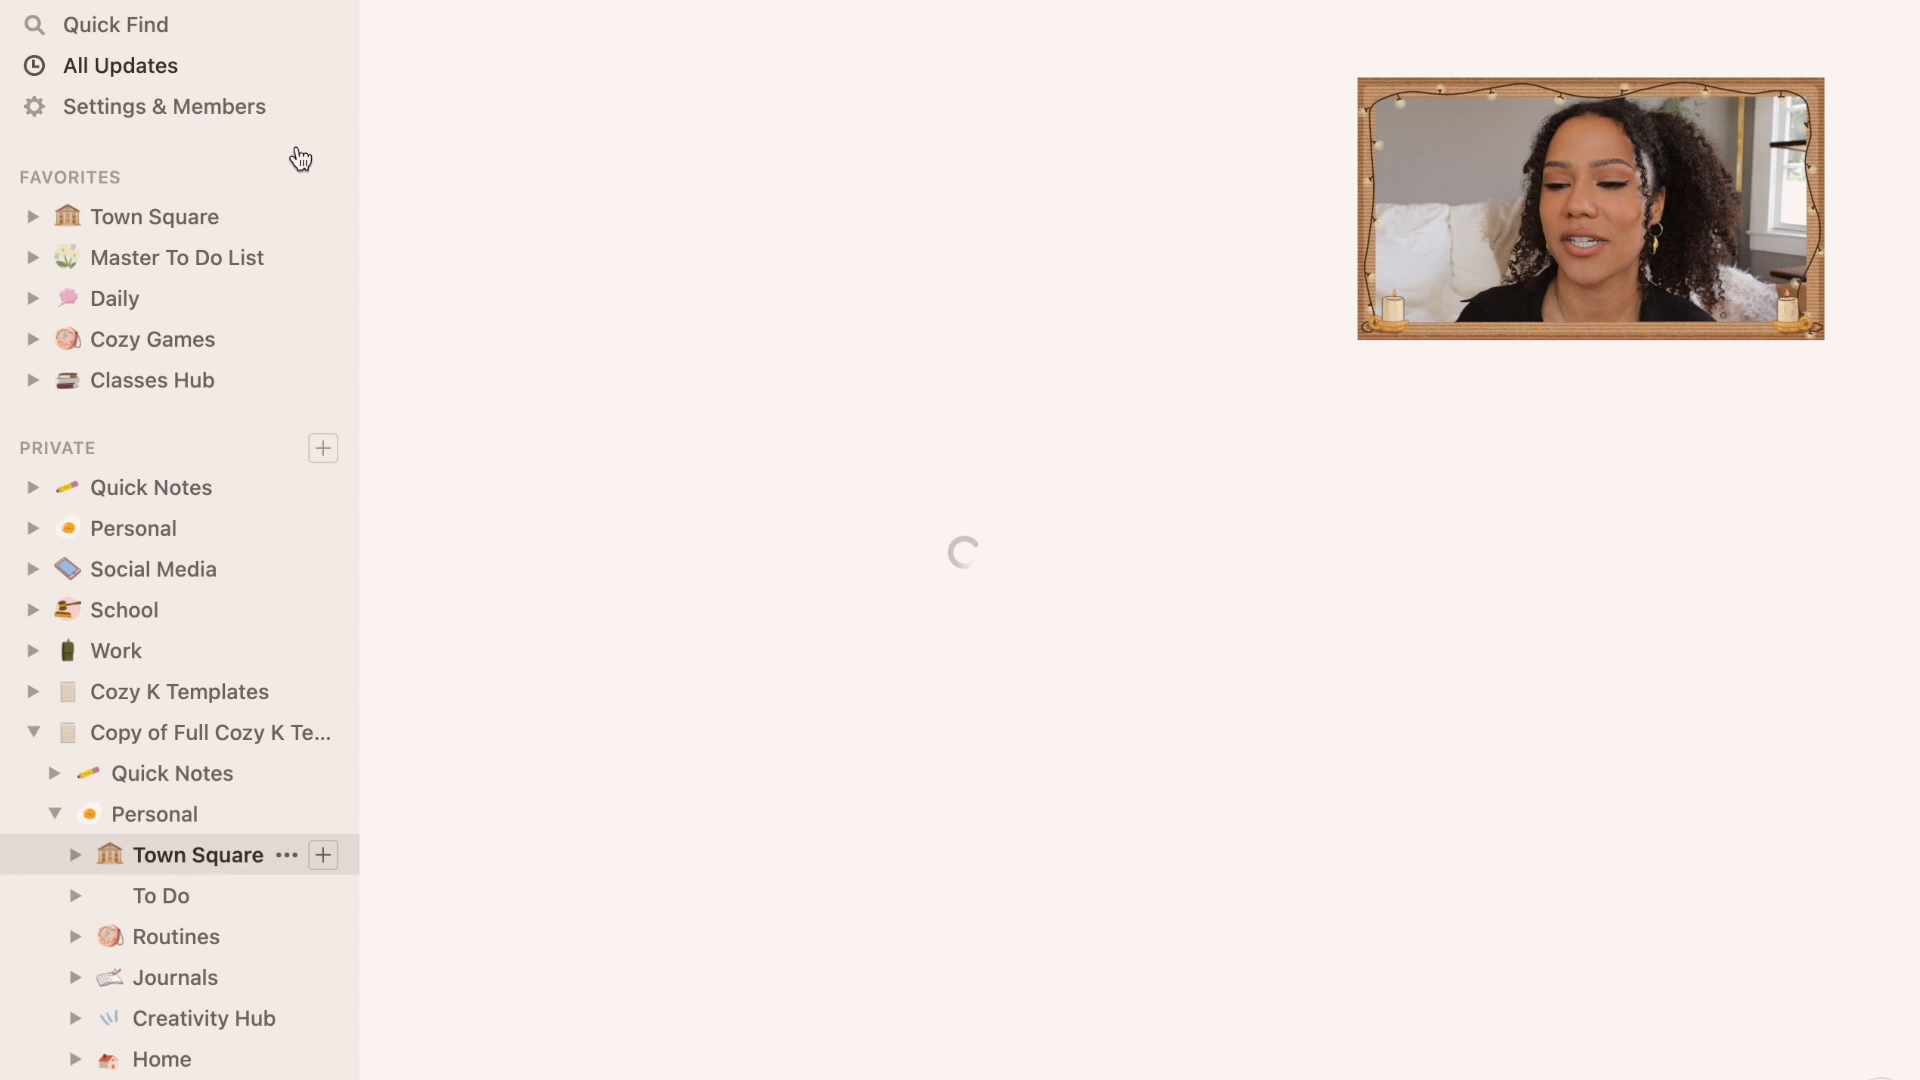 Quick Find
All Updates
Settings & Members
FAVORITES
Town Square
Master To Do List
Daily
Cozy Games
Classes Hub
PRIVATE
Quick Notes
Personal
Social Media
School
Work
Cozy K Templates
Copy of Full Cozy K Te...
Quick Notes
Personal
Town Square
To Do
Routines
Journals
Creativity Hub
Home